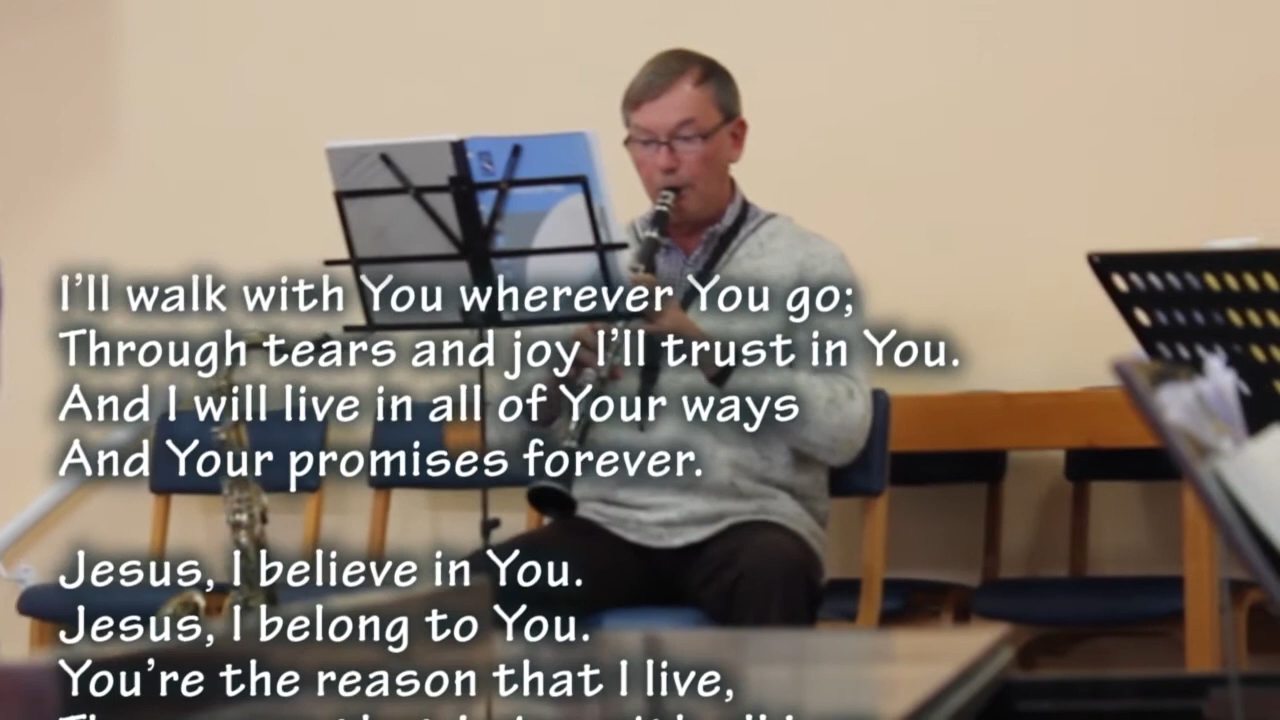 I'll walk with You wherever You go;
Through tears and joy I'll trust in You.
And I will live in all of Your ways
And Your promises forever.
Jesus, I believe in You.
Jesus, I belong to You.
You're the reason that I live,